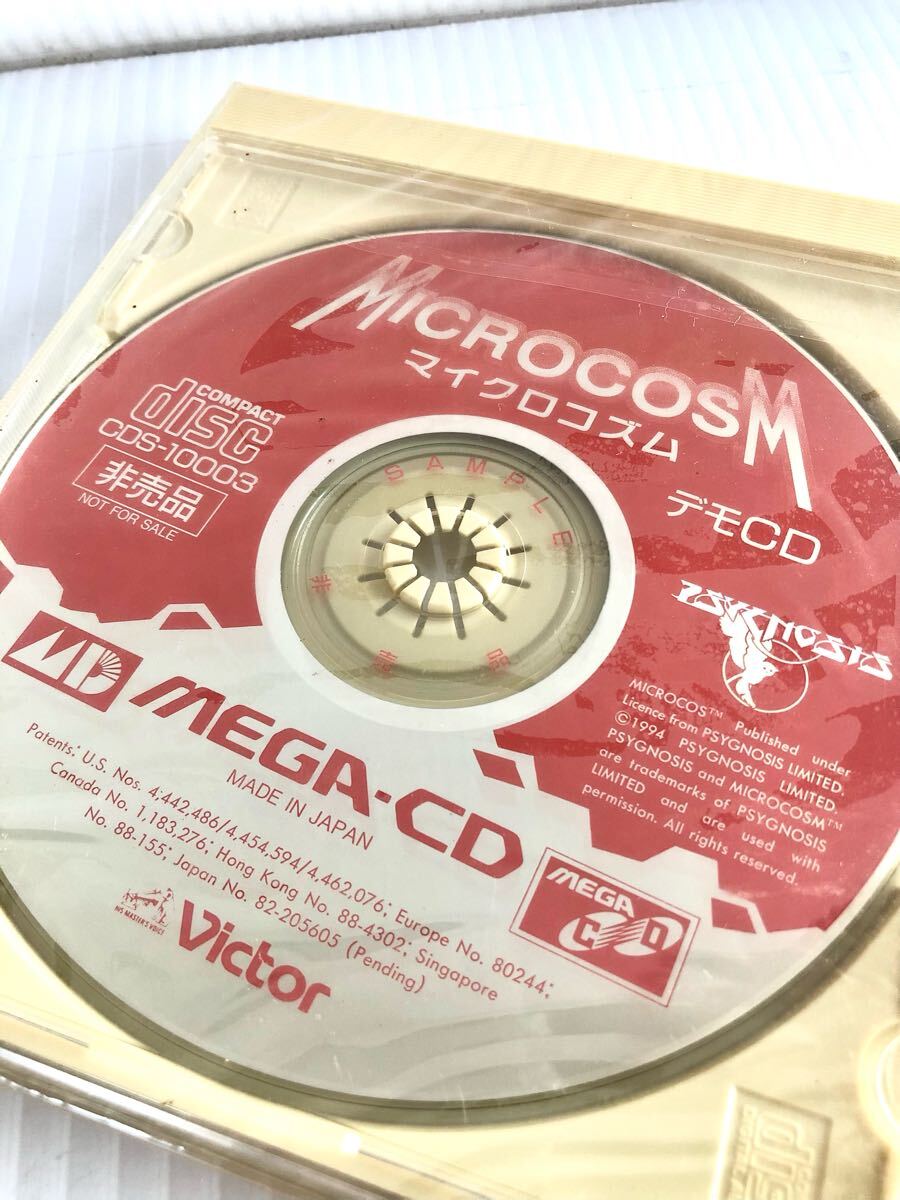 MICROCOSM
マイクロコズム
デモCD
COMPACT
disc
CDS-10003
非売品
NOT FOR SALE
SAMPLE
非売品
PSYGNOSIS
MICROCOS™ Published under
Licence from PSYGNOSIS LIMITED.
©1994 PSYGNOSIS LIMITED.
PSYGNOSIS and MICROCOSM™
are trademarks of PSYGNOSIS
LIMITED and are used with
permission. All rights reserved.
MD
MEGA-CD
MADE IN JAPAN
Patents: U.S. Nos. 4,442,486/4,454,594/4,462,076; Europe No. 80244;
Canada No. 1,183,276; Hong Kong No. 88-4302; Singapore
No. 88-155; Japan No. 82-205605 (Pending)
MEGA
CD
HIS MASTER'S VOICE
Victor
disc